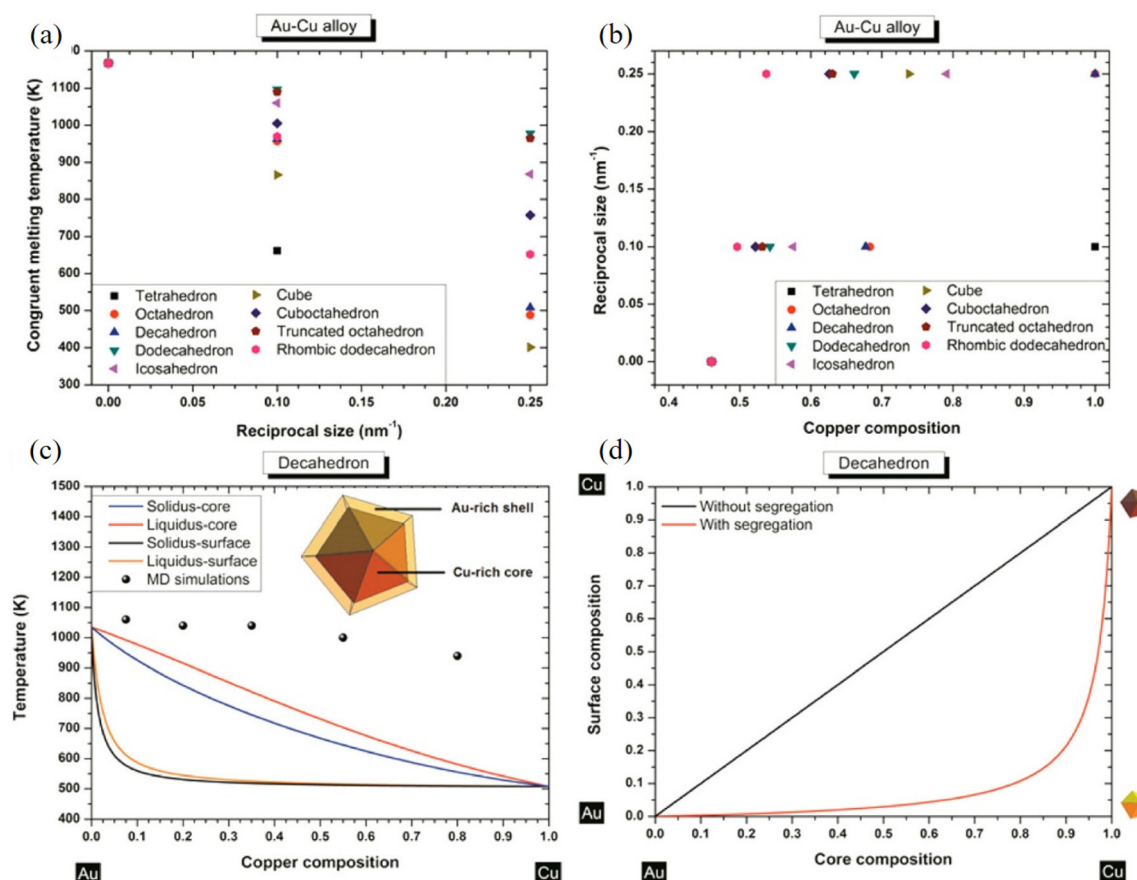 (a)
Au-Cu alloy
Congruent melting temperature (K)
1100
1000
900
800
700
600
500
400
300
Tetrahedron
Octahedron
Decahedron
Dodecahedron
Icosahedron
Cube
Cuboctahedron
Truncated octahedron
Rhombic dodecahedron
0.00 0.05 0.10 0.15 0.20 0.25
Reciprocal size (nm⁻¹)
(b)
Au-Cu alloy
Reciprocal size (nm⁻¹)
0.25
0.20
0.15
0.10
0.05
0.00
Tetrahedron
Octahedron
Decahedron
Dodecahedron
Icosahedron
Cube
Cuboctahedron
Truncated octahedron
Rhombic dodecahedron
0.4 0.5 0.6 0.7 0.8 0.9 1.0
Copper composition
(c)
Decahedron
Temperature (K)
1500
1400
1300
1200
1100
1000
900
800
700
600
500
400
Solidus-core
Liquidus-core
Solidus-surface
Liquidus-surface
MD simulations
Au-rich shell
Cu-rich core
0.0 0.1 0.2 0.3 0.4 0.5 0.6 0.7 0.8 0.9 1.0
Copper composition
Au
Cu
(d)
Decahedron
Cu
Surface composition
1.0
0.9
0.8
0.7
0.6
0.5
0.4
0.3
0.2
0.1
0.0
Without segregation
With segregation
Au
0.0 0.1 0.2 0.3 0.4 0.5 0.6 0.7 0.8 0.9 1.0
Core composition
Au
Cu